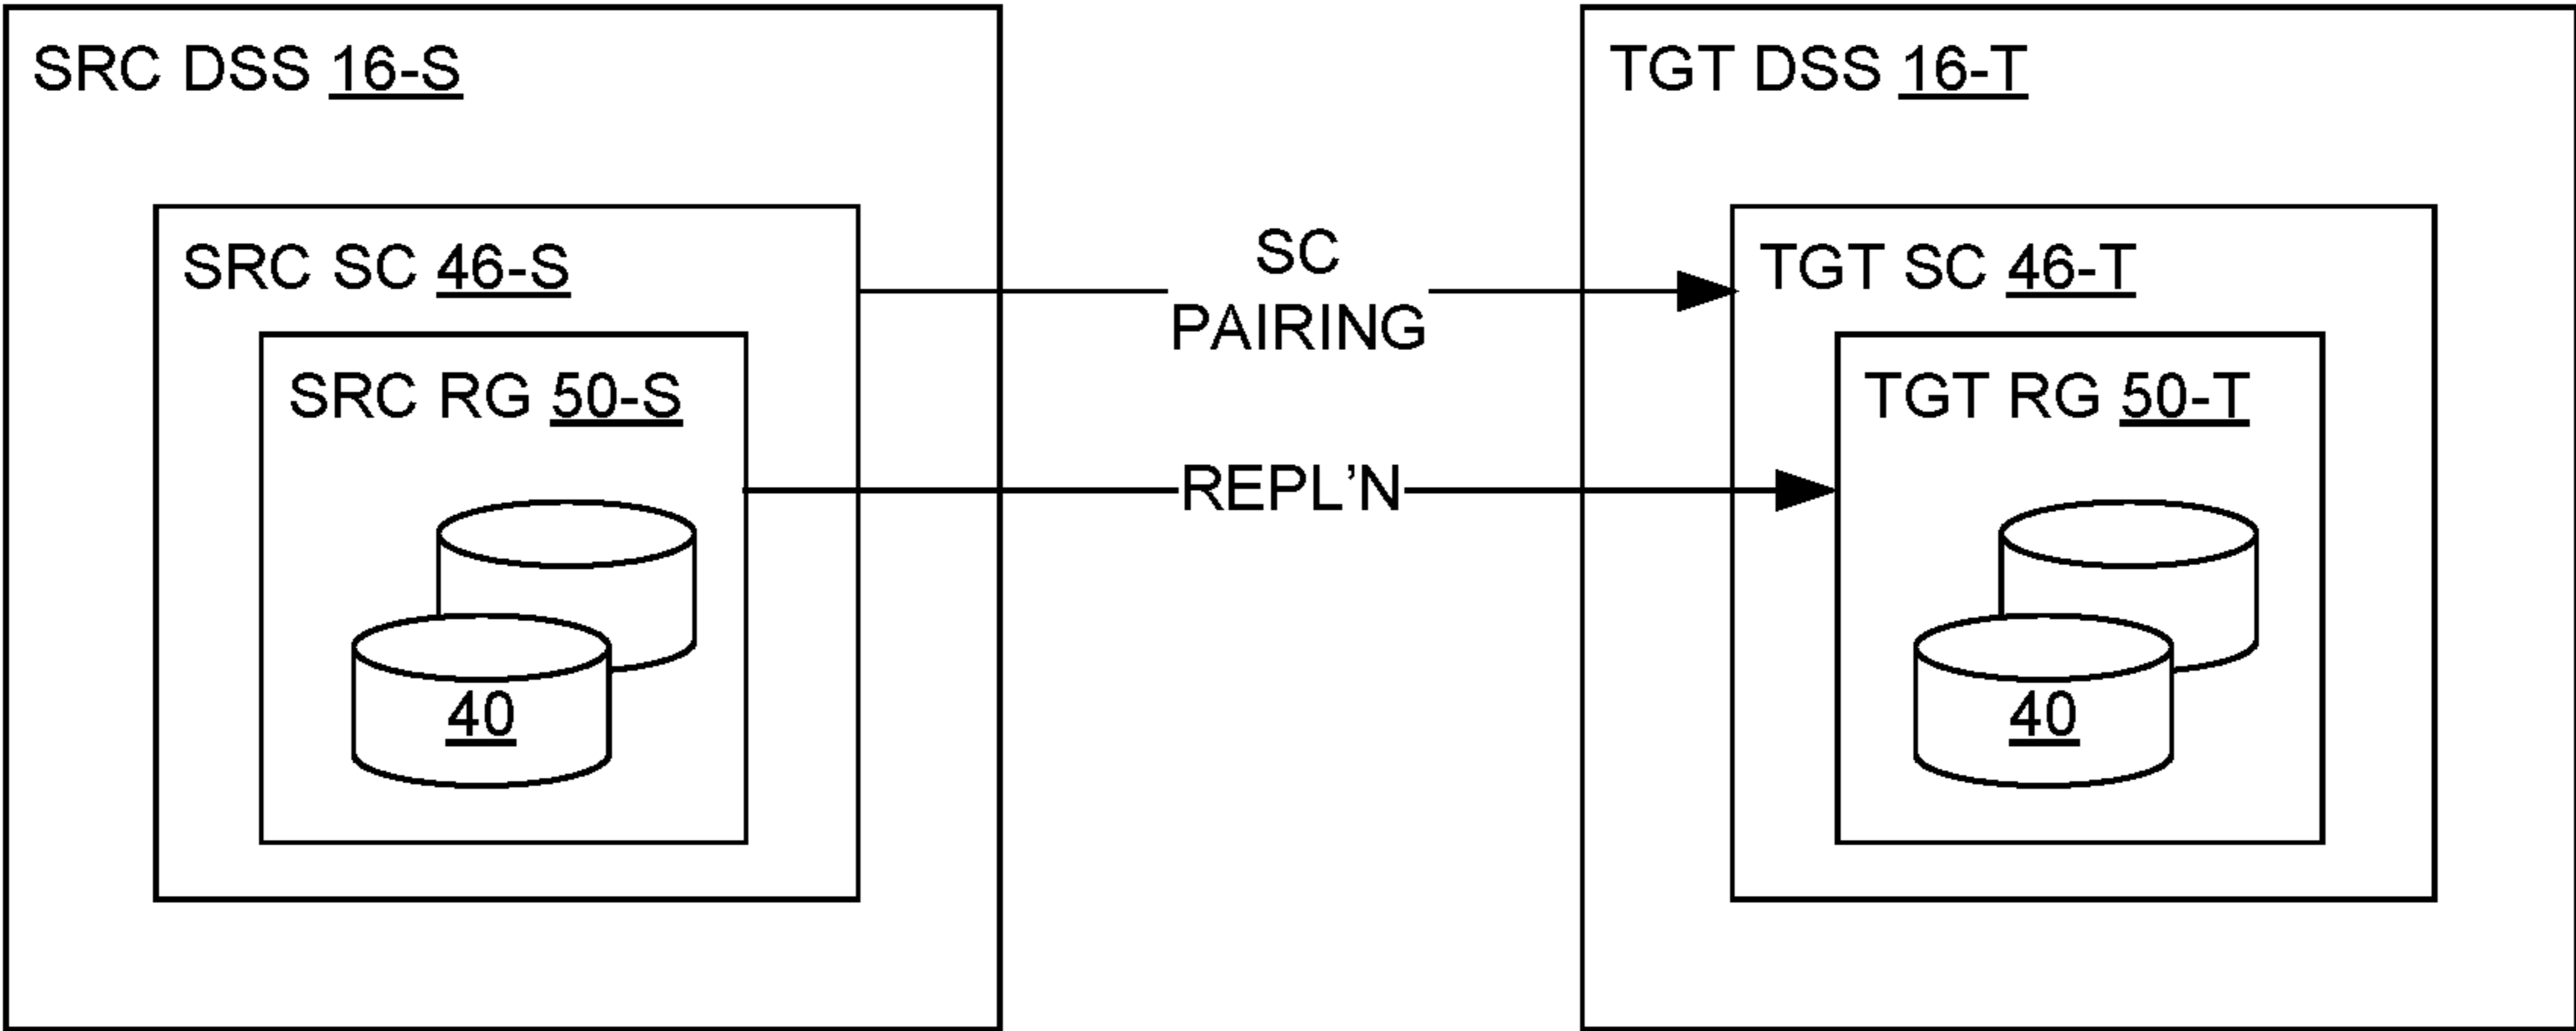 SRC DSS 16-S
SRC SC 46-S
SRC RG 50-S
40
SC
PAIRING
REPL’N
TGT DSS 16-T
TGT SC 46-T
TGT RG 50-T
40